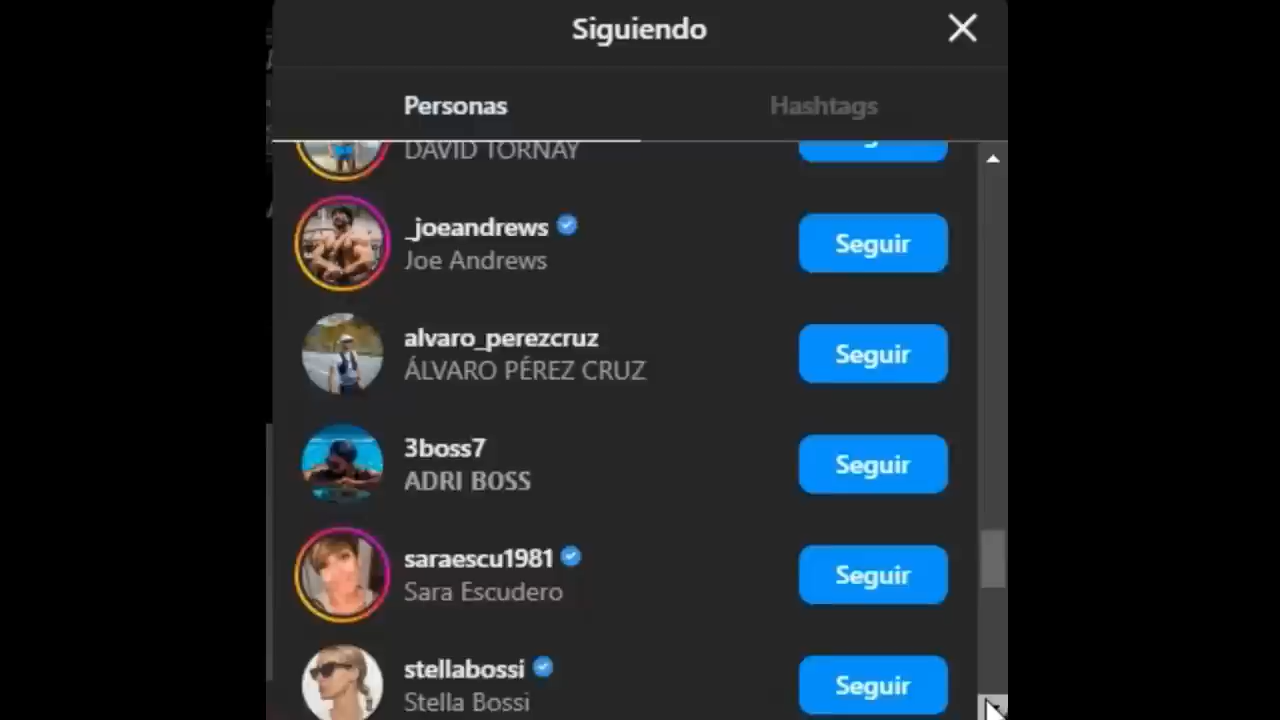 Siguiendo
Personas
Hashtags
DAVID TORNAY
_joeandrews
Joe Andrews
Seguir
alvaro_perezcruz
ÁLVARO PÉREZ CRUZ
Seguir
3boss7
ADRI BOSS
Seguir
saraescu1981
Sara Escudero
Seguir
stellabossi
Stella Bossi
Seguir